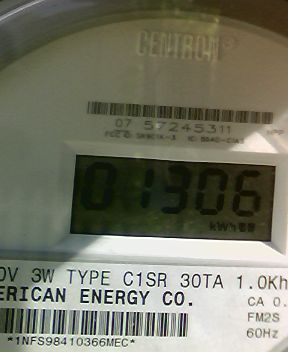 CENTRON®
07 57245311
01306
kWh
0V 3W TYPE C1SR 30TA 1.0Kh
ERICAN ENERGY CO. CA 0.
FM2S
60Hz
*1NFS98410366MEC*